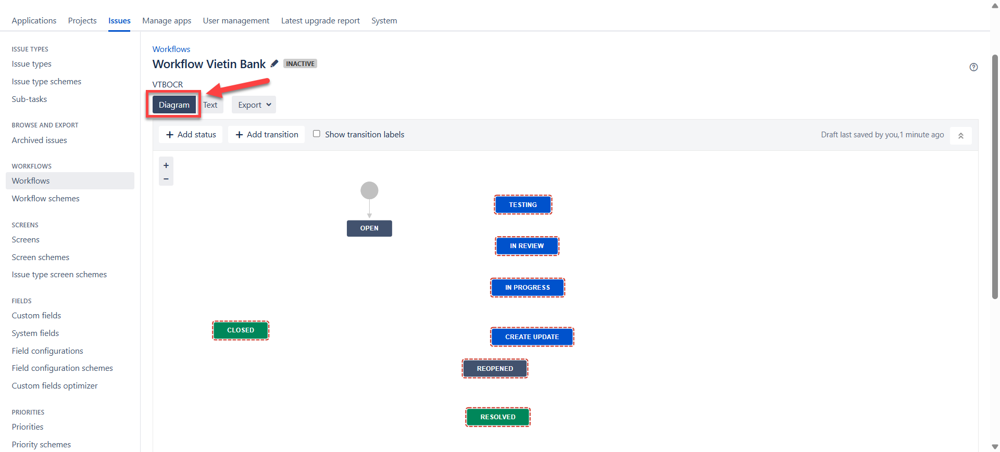 Applications Projects Issues Manage apps User management Latest upgrade report System
ISSUE TYPES
Issue types
Issue type schemes
Sub-tasks
BROWSE AND EXPORT
Archived issues
WORKFLOWS
Workflows
Workflow schemes
SCREENS
Screens
Screen schemes
Issue type screen schemes
FIELDS
Custom fields
System fields
Field configurations
Field configuration schemes
Custom fields optimizer
PRIORITIES
Priorities
Priority schemes
Workflows
Workflow Vietin Bank INACTIVE
VTBOCR
Diagram Text Export
+ Add status + Add transition Show transition labels Draft last saved by you,1 minute ago
+
−
OPEN
TESTING
IN REVIEW
IN PROGRESS
CLOSED
CREATE UPDATE
REOPENED
RESOLVED